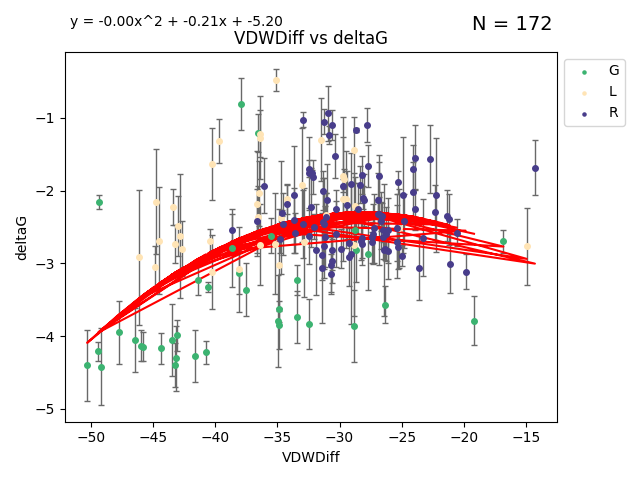 y = -0.00x^2 + -0.21x + -5.20
N = 172
VDWDiff vs deltaG
G
L
R
−1
−2
−3
−4
−5
deltaG
−50
−45
−40
−35
−30
−25
−20
−15
VDWDiff